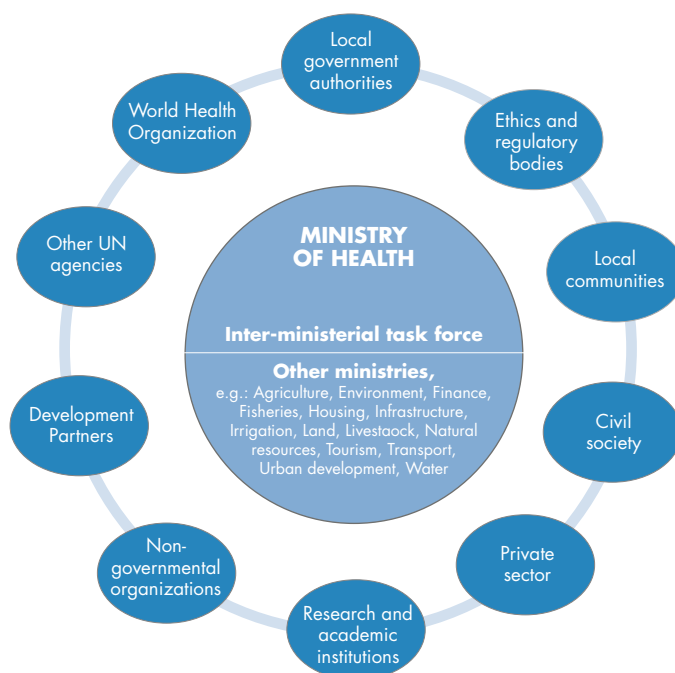 Local
government
authorities
Ethics and
regulatory
bodies
Local
communities
Civil
society
Private
sector
Research and
academic
institutions
Non-
governmental
organizations
Development
Partners
Other UN
agencies
World Health
Organization
MINISTRY
OF HEALTH
Inter-ministerial task force
Other ministries,
e.g.: Agriculture, Environment, Finance,
Fisheries, Housing, Infrastructure,
Irrigation, Land, Livestaock, Natural
resources, Tourism, Transport,
Urban development, Water